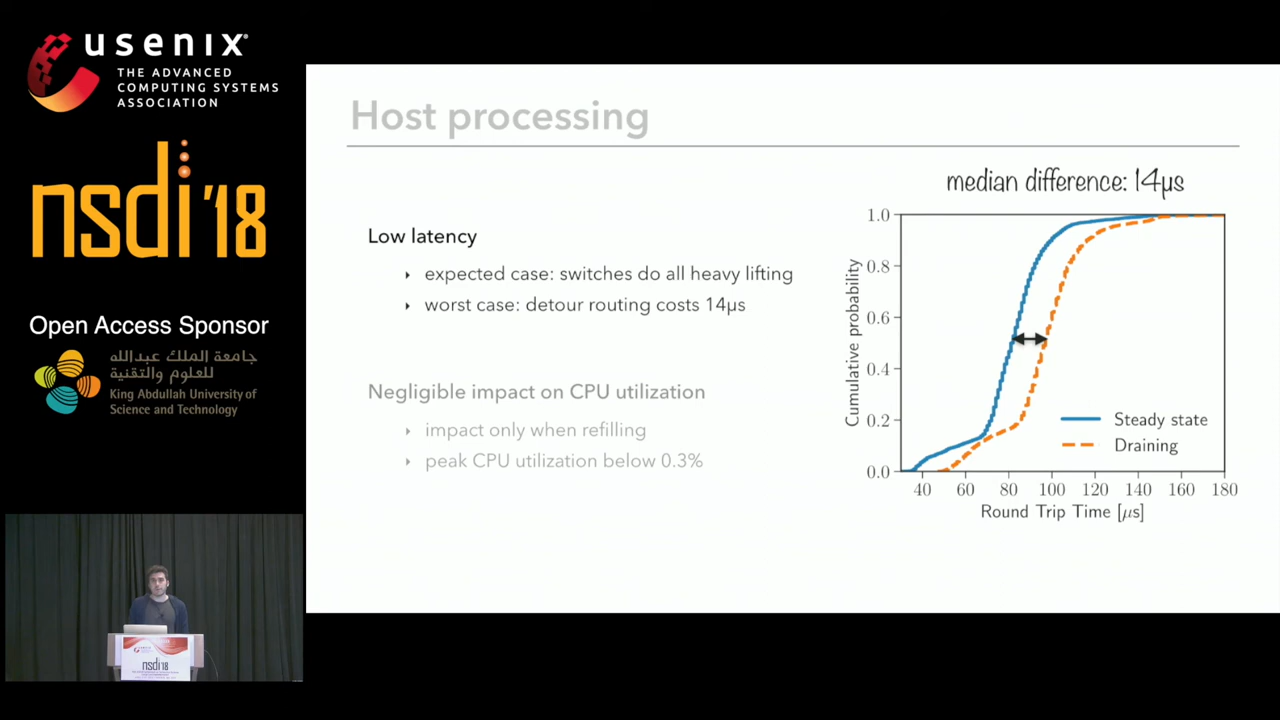 usenix
THE ADVANCED
COMPUTING SYSTEMS
ASSOCIATION
nsdi '18
Open Access Sponsor
جامعة الملك عبدالله
للعلوم والتقنية
King Abdullah University of
Science and Technology
Host processing
Low latency
‣ expected case: switches do all heavy lifting
‣ worst case: detour routing costs 14µs
Negligible impact on CPU utilization
‣ impact only when refilling
‣ peak CPU utilization below 0.3%
median difference: 14µs
Cumulative probability
1.0
0.8
0.6
0.4
0.2
0.0
Steady state
Draining
40 60 80 100 120 140 160 180
Round Trip Time [µs]
usenix
nsdi'18